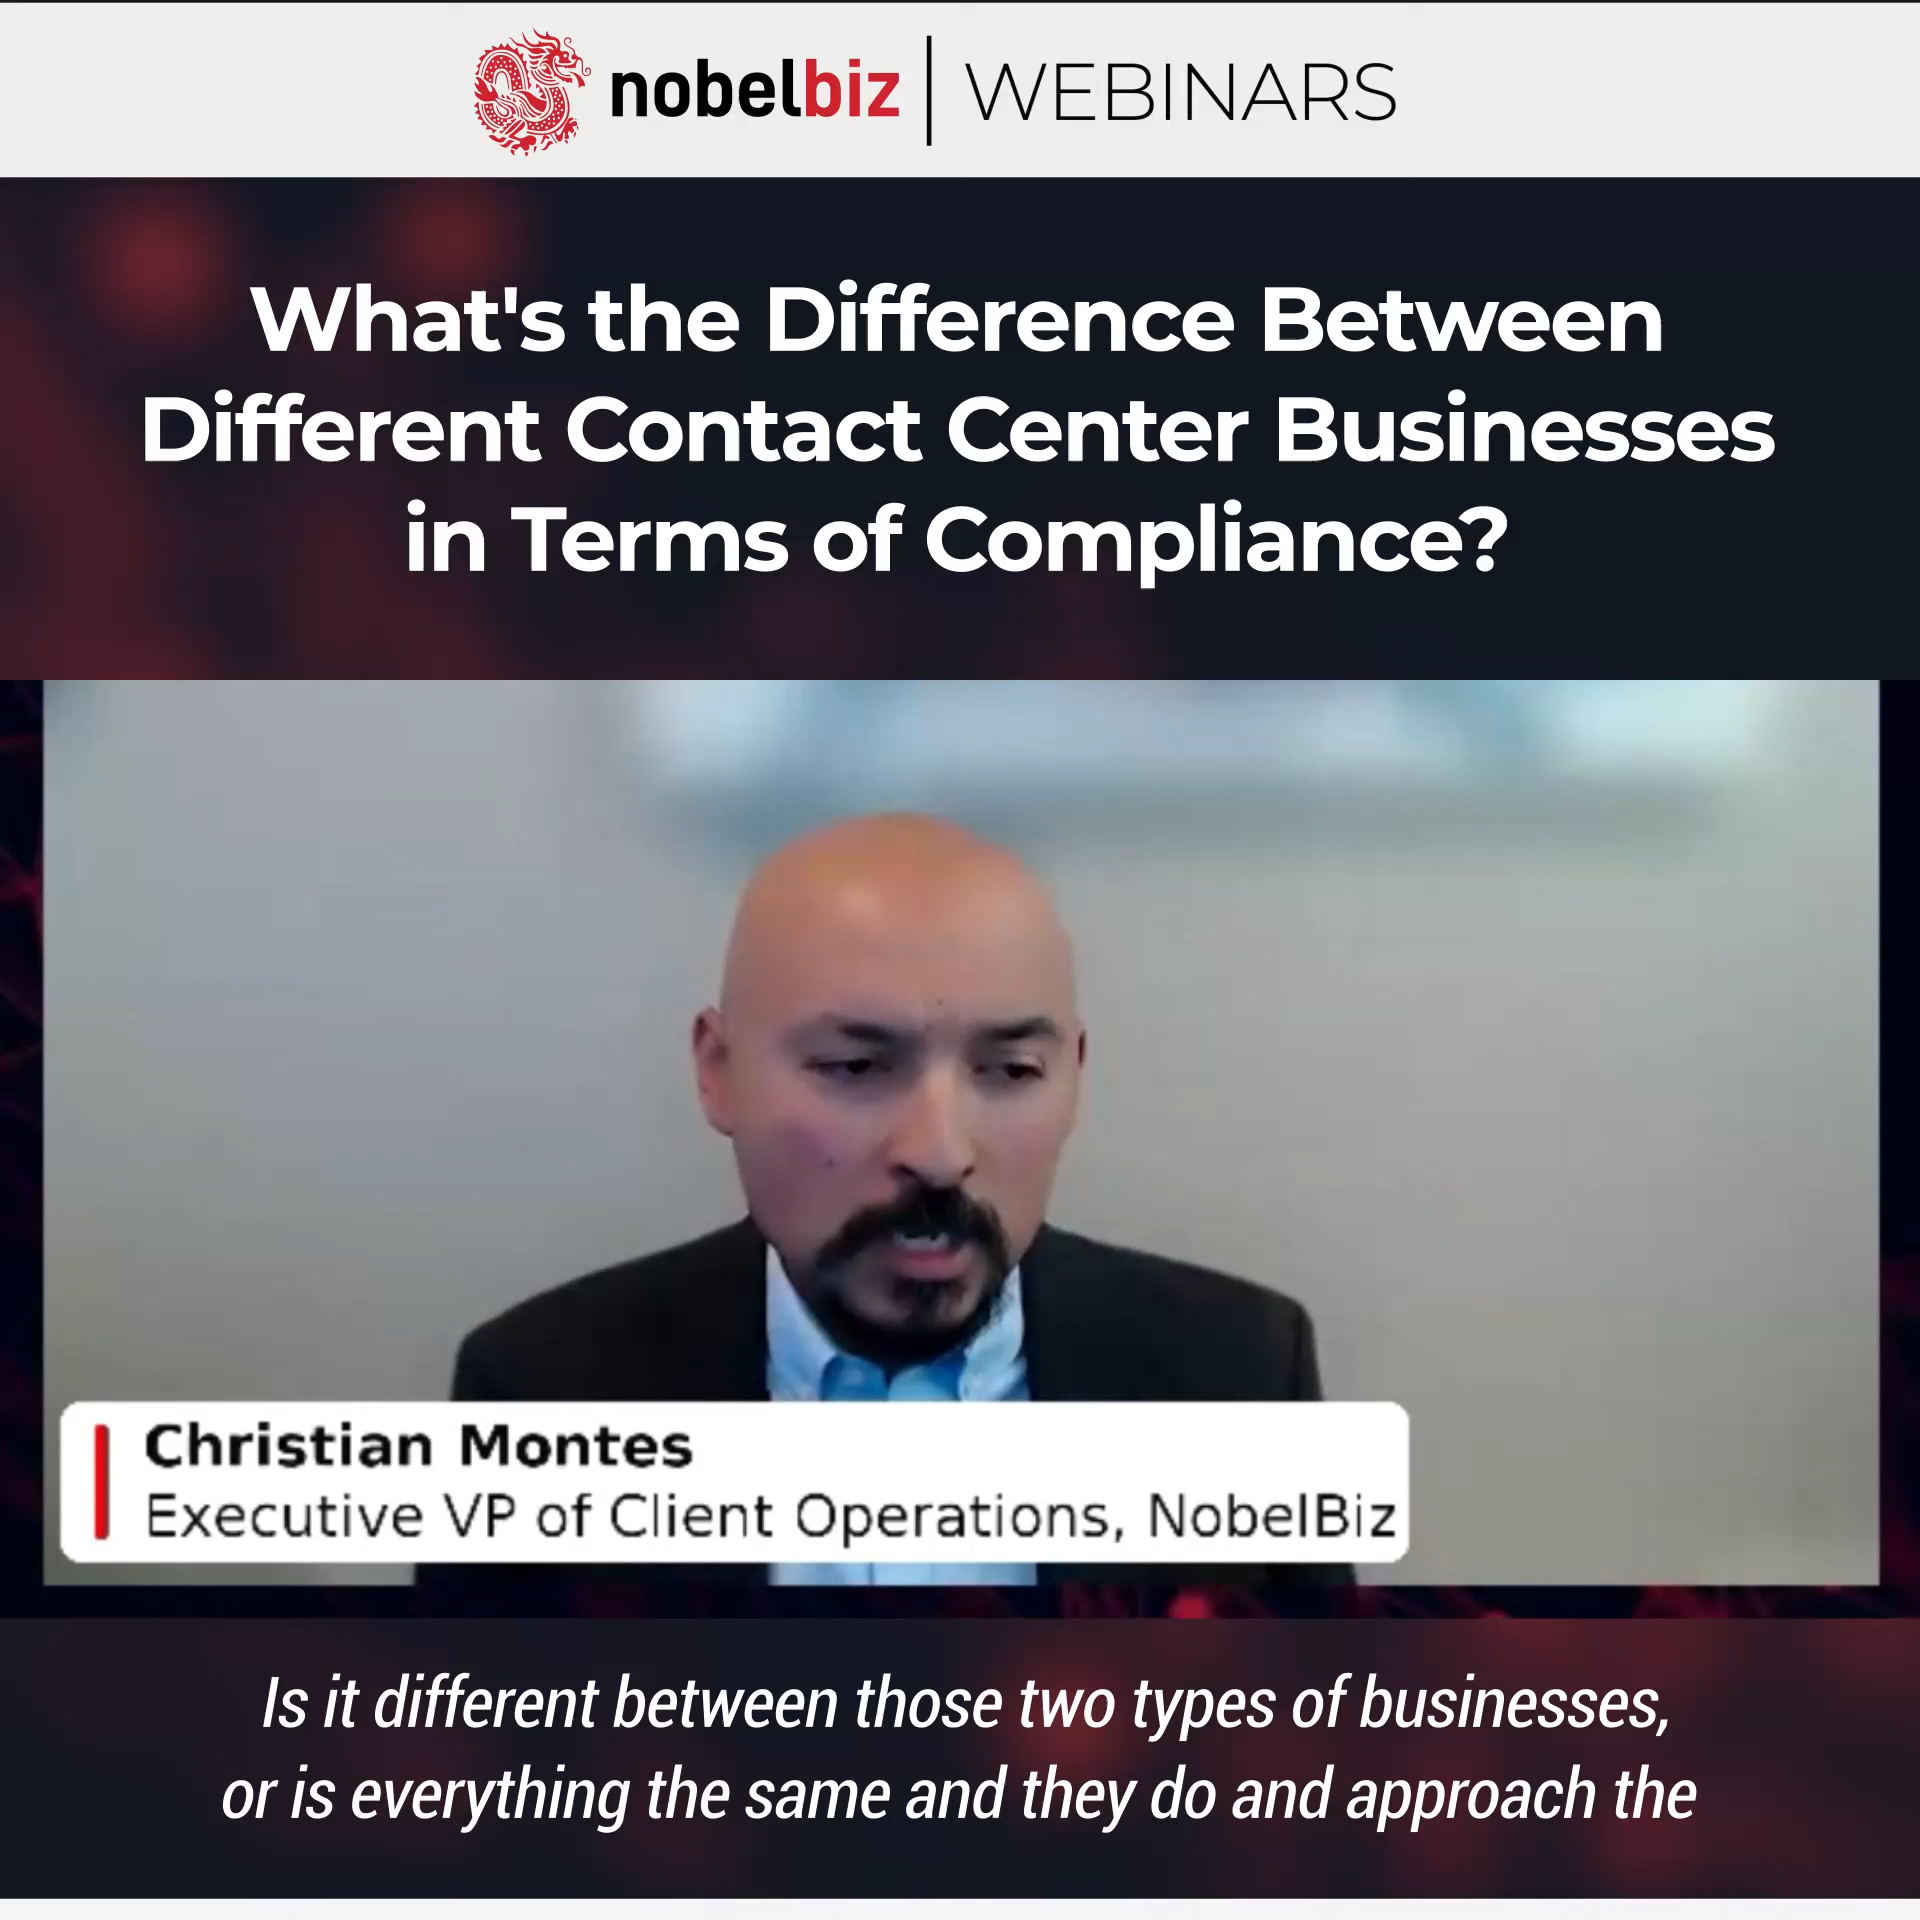 nobelbiz | WEBINARS
What's the Difference Between
Different Contact Center Businesses
in Terms of Compliance?
Christian Montes
Executive VP of Client Operations, NobelBiz
Is it different between those two types of businesses,
or is everything the same and they do and approach the